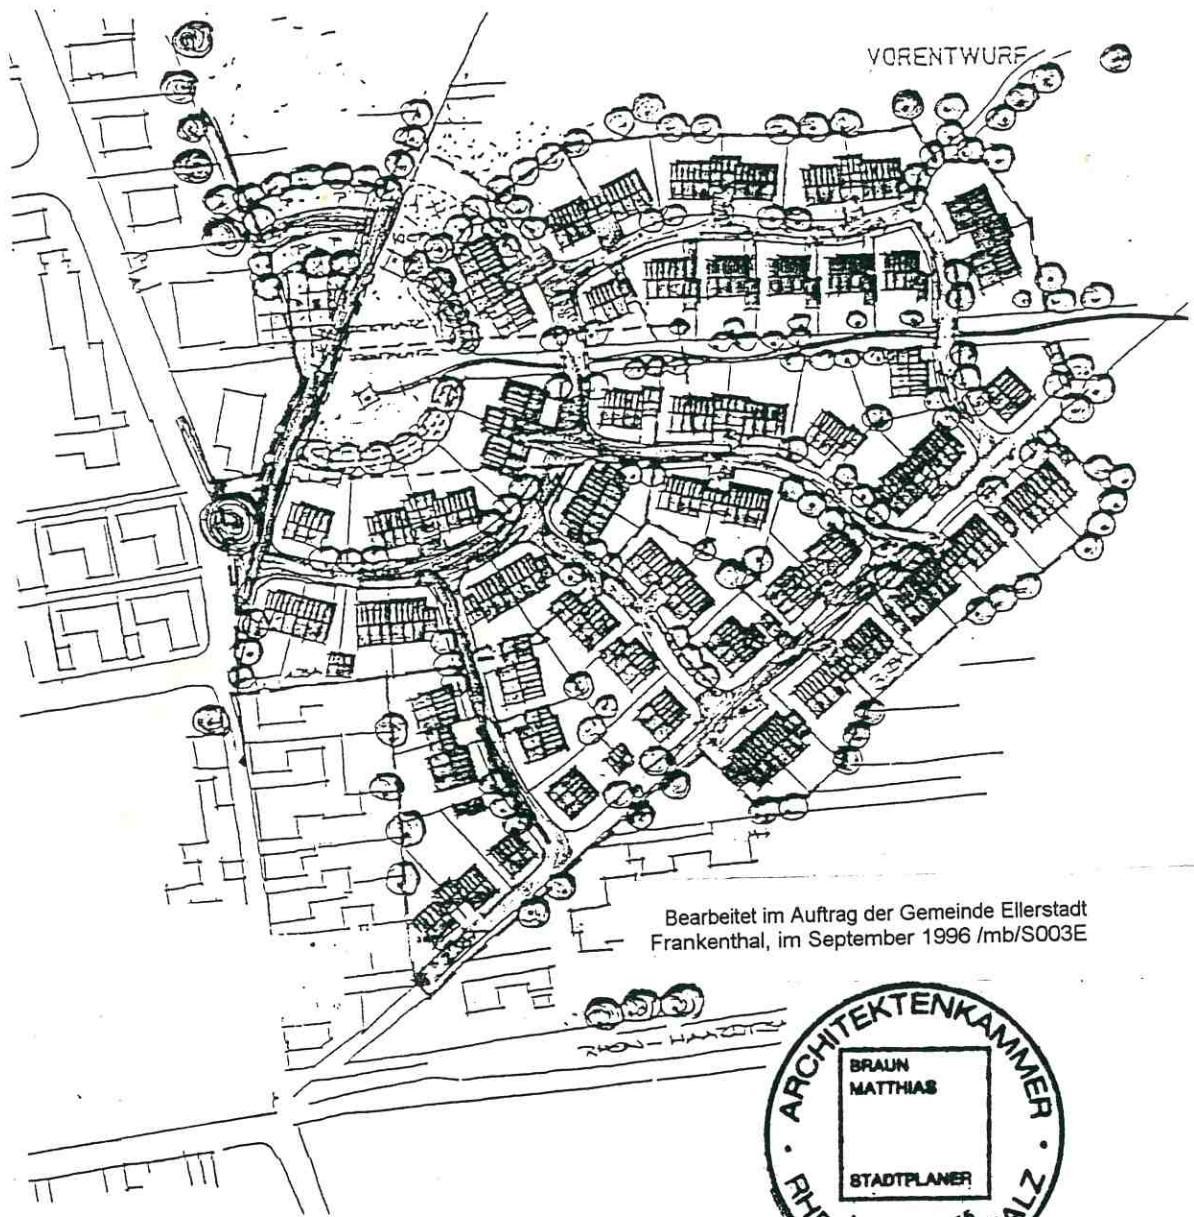 VORENTWURF
Bearbeitet im Auftrag der Gemeinde Ellerstadt
Frankenthal, im September 1996 /mb/S003E
ARCHITEKTENKAMMER
BRAUN
MATTHIAS
STADTPLANER